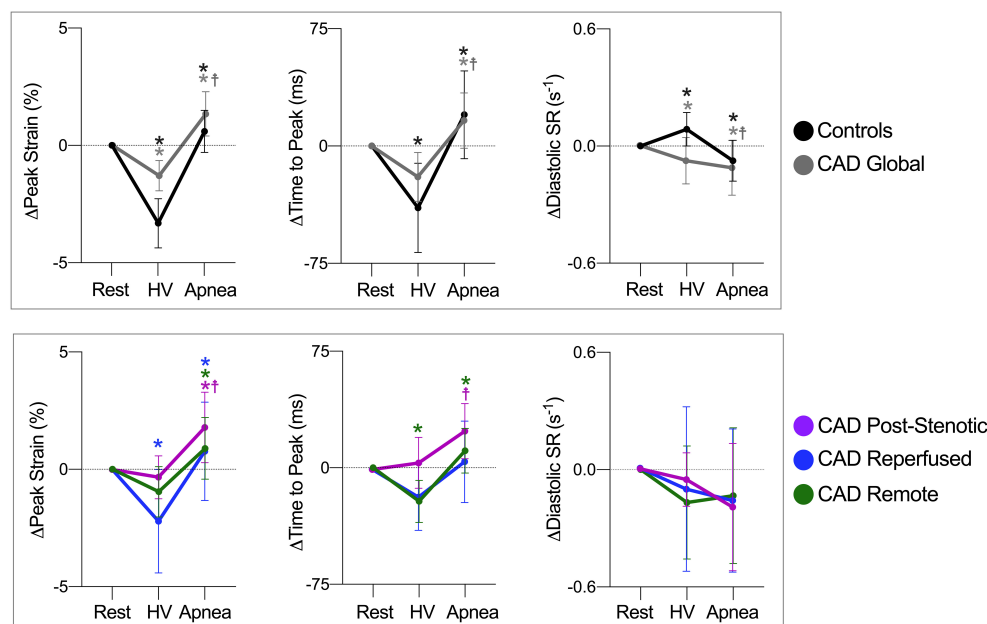 5
0
-5
ΔPeak Strain (%)
* * * * †
Rest HV Apnea
75
0
-75
ΔTime to Peak (ms)
* * * †
Rest HV Apnea
0.6
0.0
-0.6
ΔDiastolic SR (s⁻¹)
* * * * †
Rest HV Apnea
Controls
CAD Global
5
0
-5
ΔPeak Strain (%)
* * * * †
Rest HV Apnea
75
0
-75
ΔTime to Peak (ms)
* * †
Rest HV Apnea
0.6
0.0
-0.6
ΔDiastolic SR (s⁻¹)
Rest HV Apnea
CAD Post-Stenotic
CAD Reperfused
CAD Remote